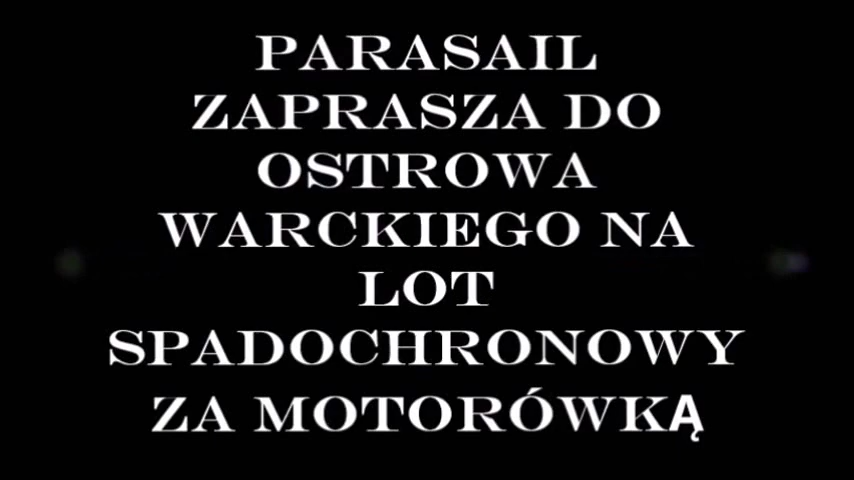 PARASAIL
ZAPRASZA DO
OSTROWA
WARCKIEGO NA
LOT
SPADOCHRONOWY
ZA MOTORÓWKĄ